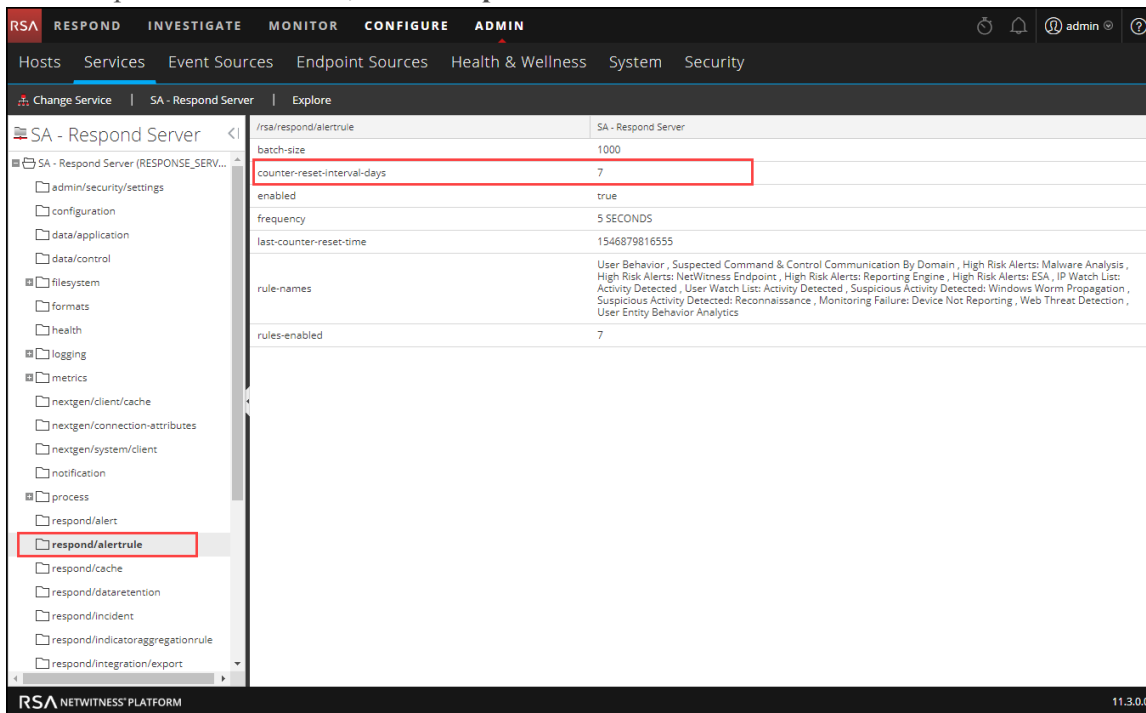 RSA RESPOND INVESTIGATE MONITOR CONFIGURE ADMIN admin
Hosts Services Event Sources Endpoint Sources Health & Wellness System Security
Change Service | SA - Respond Server | Explore
SA - Respond Server
SA - Respond Server (RESPONSE_SERV...
admin/security/settings
configuration
data/application
data/control
filesystem
formats
health
logging
metrics
nextgen/client/cache
nextgen/connection-attributes
nextgen/system/client
notification
process
respond/alert
respond/alertrule
respond/cache
respond/dataretention
respond/incident
respond/indicatoraggregationrule
respond/integration/export
/rsa/respond/alertrule SA - Respond Server
batch-size 1000
counter-reset-interval-days 7
enabled true
frequency 5 SECONDS
last-counter-reset-time 1546879816555
rule-names
User Behavior , Suspected Command & Control Communication By Domain , High Risk Alerts: Malware Analysis ,
High Risk Alerts: NetWitness Endpoint , High Risk Alerts: Reporting Engine , High Risk Alerts: ESA , IP Watch List:
Activity Detected , User Watch List: Activity Detected , Suspicious Activity Detected: Windows Worm Propagation ,
Suspicious Activity Detected: Reconnaissance , Monitoring Failure: Device Not Reporting , Web Threat Detection ,
User Entity Behavior Analytics
rules-enabled 7
RSA NETWITNESS® PLATFORM 11.3.0.